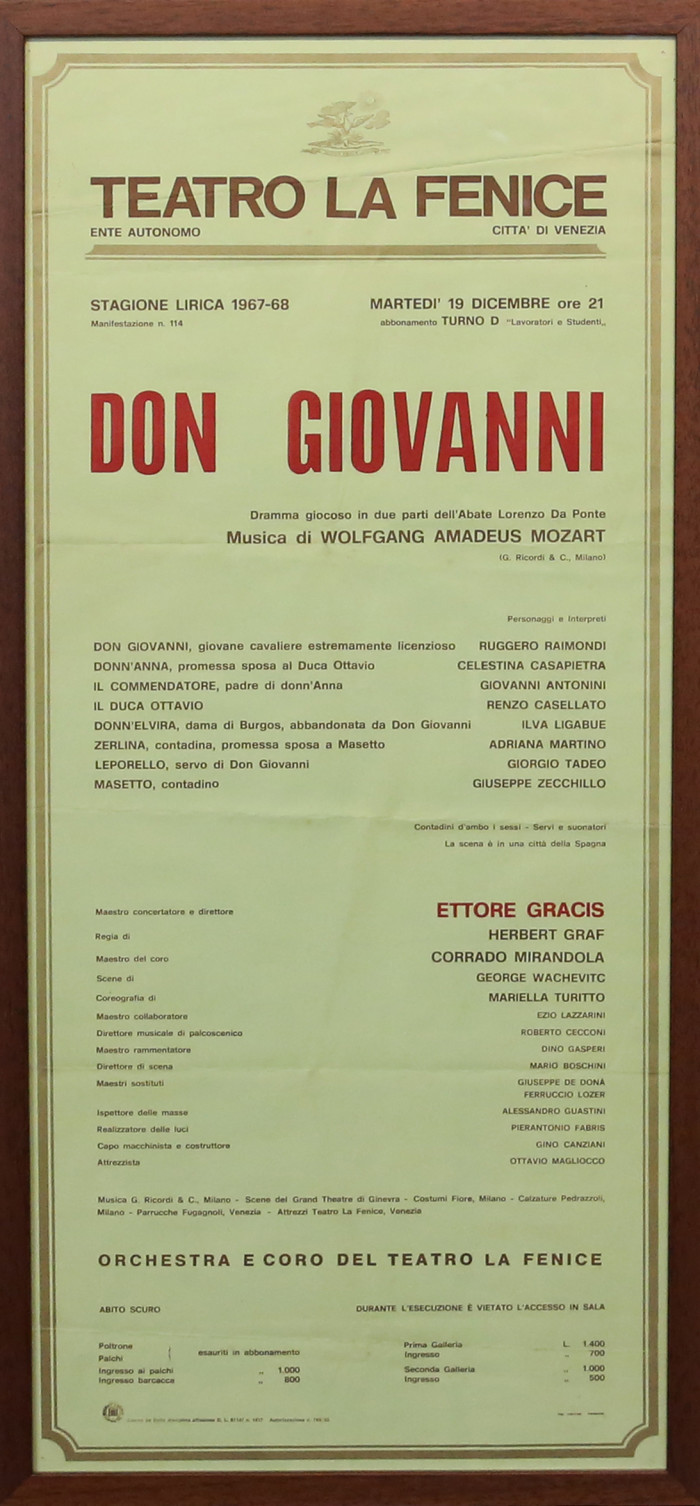 TEATRO LA FENICE
ENTE AUTONOMO CITTA' DI VENEZIA
STAGIONE LIRICA 1967-68 MARTEDI' 19 DICEMBRE ore 21
Manifestazione n. 114 abbonamento TURNO D "Lavoratori e Studenti„
DON GIOVANNI
Dramma giocoso in due parti dell'Abate Lorenzo Da Ponte
Musica di WOLFGANG AMADEUS MOZART
(G. Ricordi & C., Milano)
Personaggi e Interpreti
DON GIOVANNI, giovane cavaliere estremamente licenzioso RUGGERO RAIMONDI
DONN'ANNA, promessa sposa al Duca Ottavio CELESTINA CASAPIETRA
IL COMMENDATORE, padre di donn'Anna GIOVANNI ANTONINI
IL DUCA OTTAVIO RENZO CASELLATO
DONN'ELVIRA, dama di Burgos, abbandonata da Don Giovanni ILVA LIGABUE
ZERLINA, contadina, promessa sposa a Masetto ADRIANA MARTINO
LEPORELLO, servo di Don Giovanni GIORGIO TADEO
MASETTO, contadino GIUSEPPE ZECCHILLO
Contadini d'ambo i sessi - Servi e suonatori
La scena è in una città della Spagna
Maestro concertatore e direttore ETTORE GRACIS
Regia di HERBERT GRAF
Maestro del coro CORRADO MIRANDOLA
Scene di GEORGE WACHEVITC
Coreografia di MARIELLA TURITTO
Maestro collaboratore EZIO LAZZARINI
Direttore musicale di palcoscenico ROBERTO CECCONI
Maestro rammentatore DINO GASPERI
Direttore di scena MARIO BOSCHINI
Maestri sostituti GIUSEPPE DE DONÀ
FERRUCCIO LOZER
Ispettore delle masse ALESSANDRO GUASTINI
Realizzatore delle luci PIERANTONIO FABRIS
Capo macchinista e costruttore GINO CANZIANI
Attrezzista OTTAVIO MAGLIOCCO
Musica G. Ricordi & C., Milano - Scene del Grand Theatre di Ginevra - Costumi Fiore, Milano - Calzature Pedrazzoli,
Milano - Parrucche Fugagnoli, Venezia - Attrezzi Teatro La Fenice, Venezia
ORCHESTRA E CORO DEL TEATRO LA FENICE
ABITO SCURO DURANTE L'ESECUZIONE È VIETATO L'ACCESSO IN SALA
Poltrone Prima Galleria L. 1.400
Palchi esauriti in abbonamento Ingresso „ 700
Ingresso ai palchi „ 1.000 Seconda Galleria „ 1.000
Ingresso barcacce „ 800 Ingresso „ 500